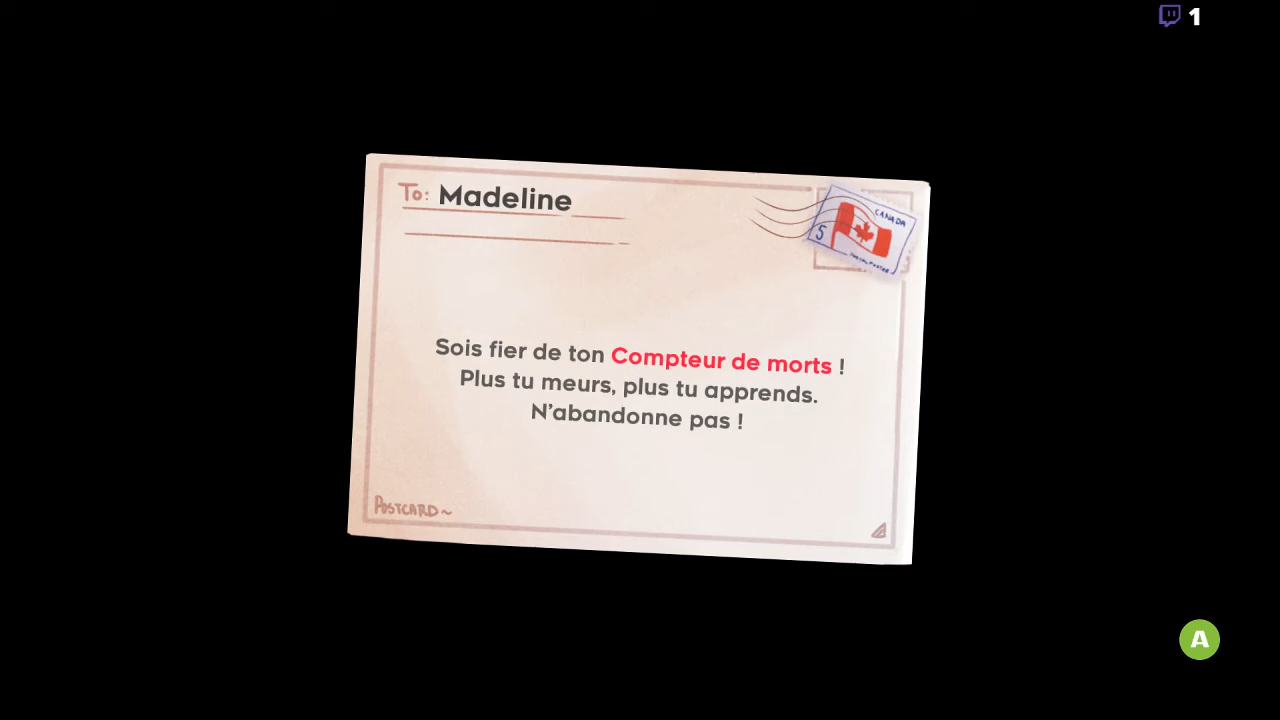 1
To: Madeline
CANADA
5
Sois fier de ton Compteur de morts !
Plus tu meurs, plus tu apprends.
N’abandonne pas !
POSTCARD~
A